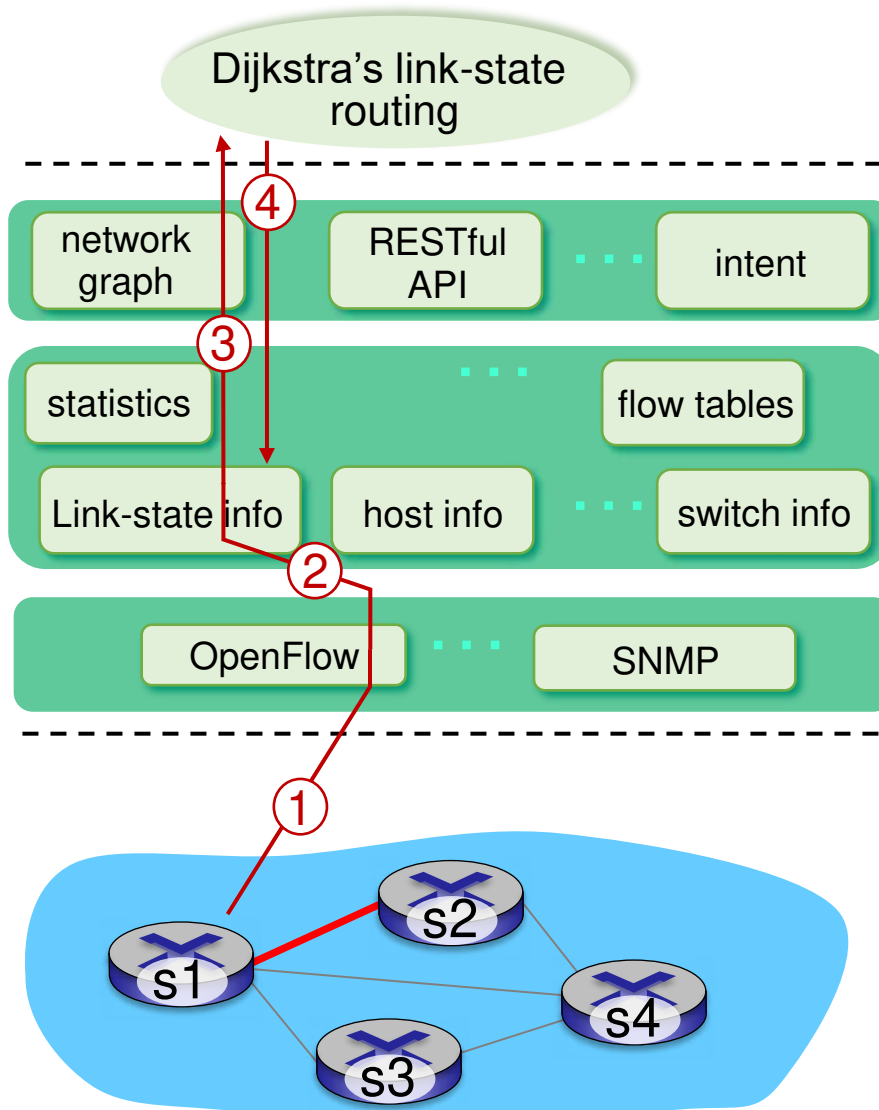 Dijkstra’s link-state
routing
4
network
graph
RESTful
API
. . .
intent
3
statistics
. . .
flow tables
Link-state info
host info
. . .
switch info
2
OpenFlow
. . .
SNMP
1
s2
s1
s4
s3